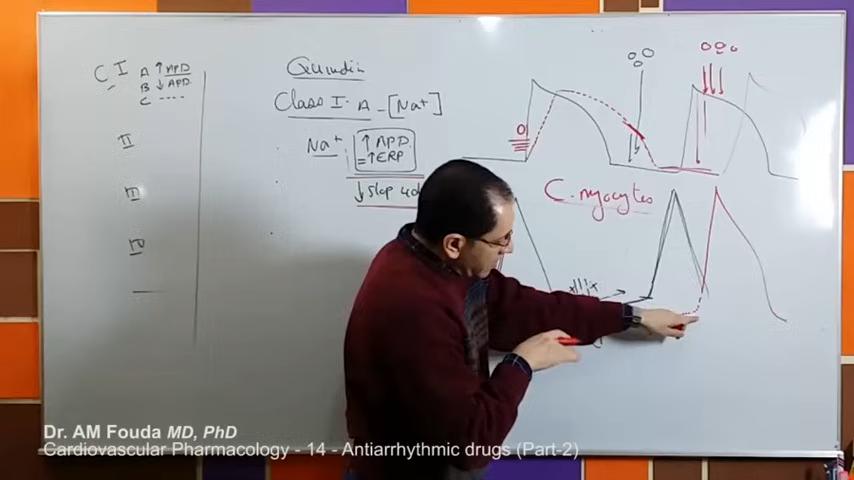 C I
A ↑ APD
B ↓ APD
C ----
II
III
IV
Quinidin
Class I-A-[Na+]
Na+
↑ APD
=↑ERP
↓ Slop
0
C. myocytes
Dr. AM Fouda MD, PhD
Cardiovascular Pharmacology - 14 - Antiarrhythmic drugs (Part-2)